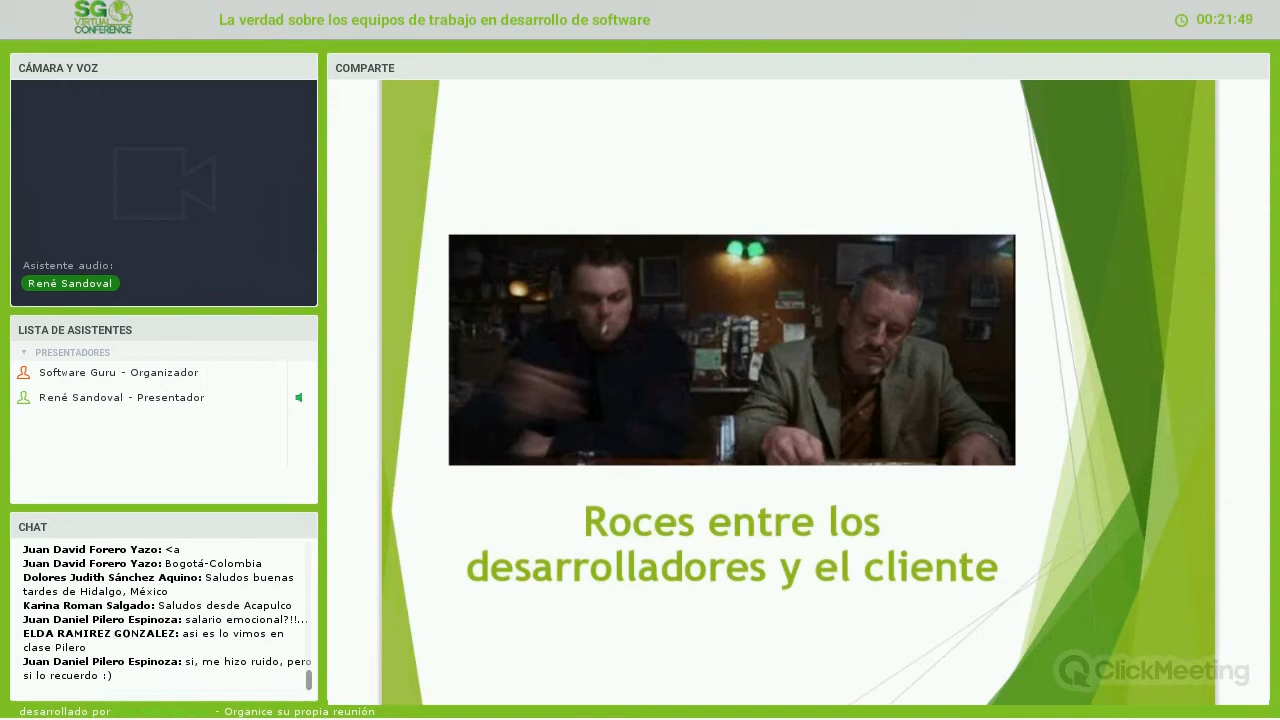 SG
VIRTUAL
CONFERENCE
La verdad sobre los equipos de trabajo en desarrollo de software
00:21:49
CÁMARA Y VOZ
Asistente audio:
René Sandoval
LISTA DE ASISTENTES
PRESENTADORES
Software Guru - Organizador
René Sandoval - Presentador
CHAT
Juan David Forero Yazo: <a
Juan David Forero Yazo: Bogotá-Colombia
Dolores Judith Sánchez Aquino: Saludos buenas
tardes de Hidalgo, México
Karina Roman Salgado: Saludos desde Acapulco
Juan Daniel Pilero Espinoza: salario emocional?!!...
ELDA RAMIREZ GONZALEZ: asi es lo vimos en
clase Pilero
Juan Daniel Pilero Espinoza: si, me hizo ruido, pero
si lo recuerdo :)
desarrollado por - Organice su propia reunión
COMPARTE
Roces entre los
desarrolladores y el cliente
ClickMeeting